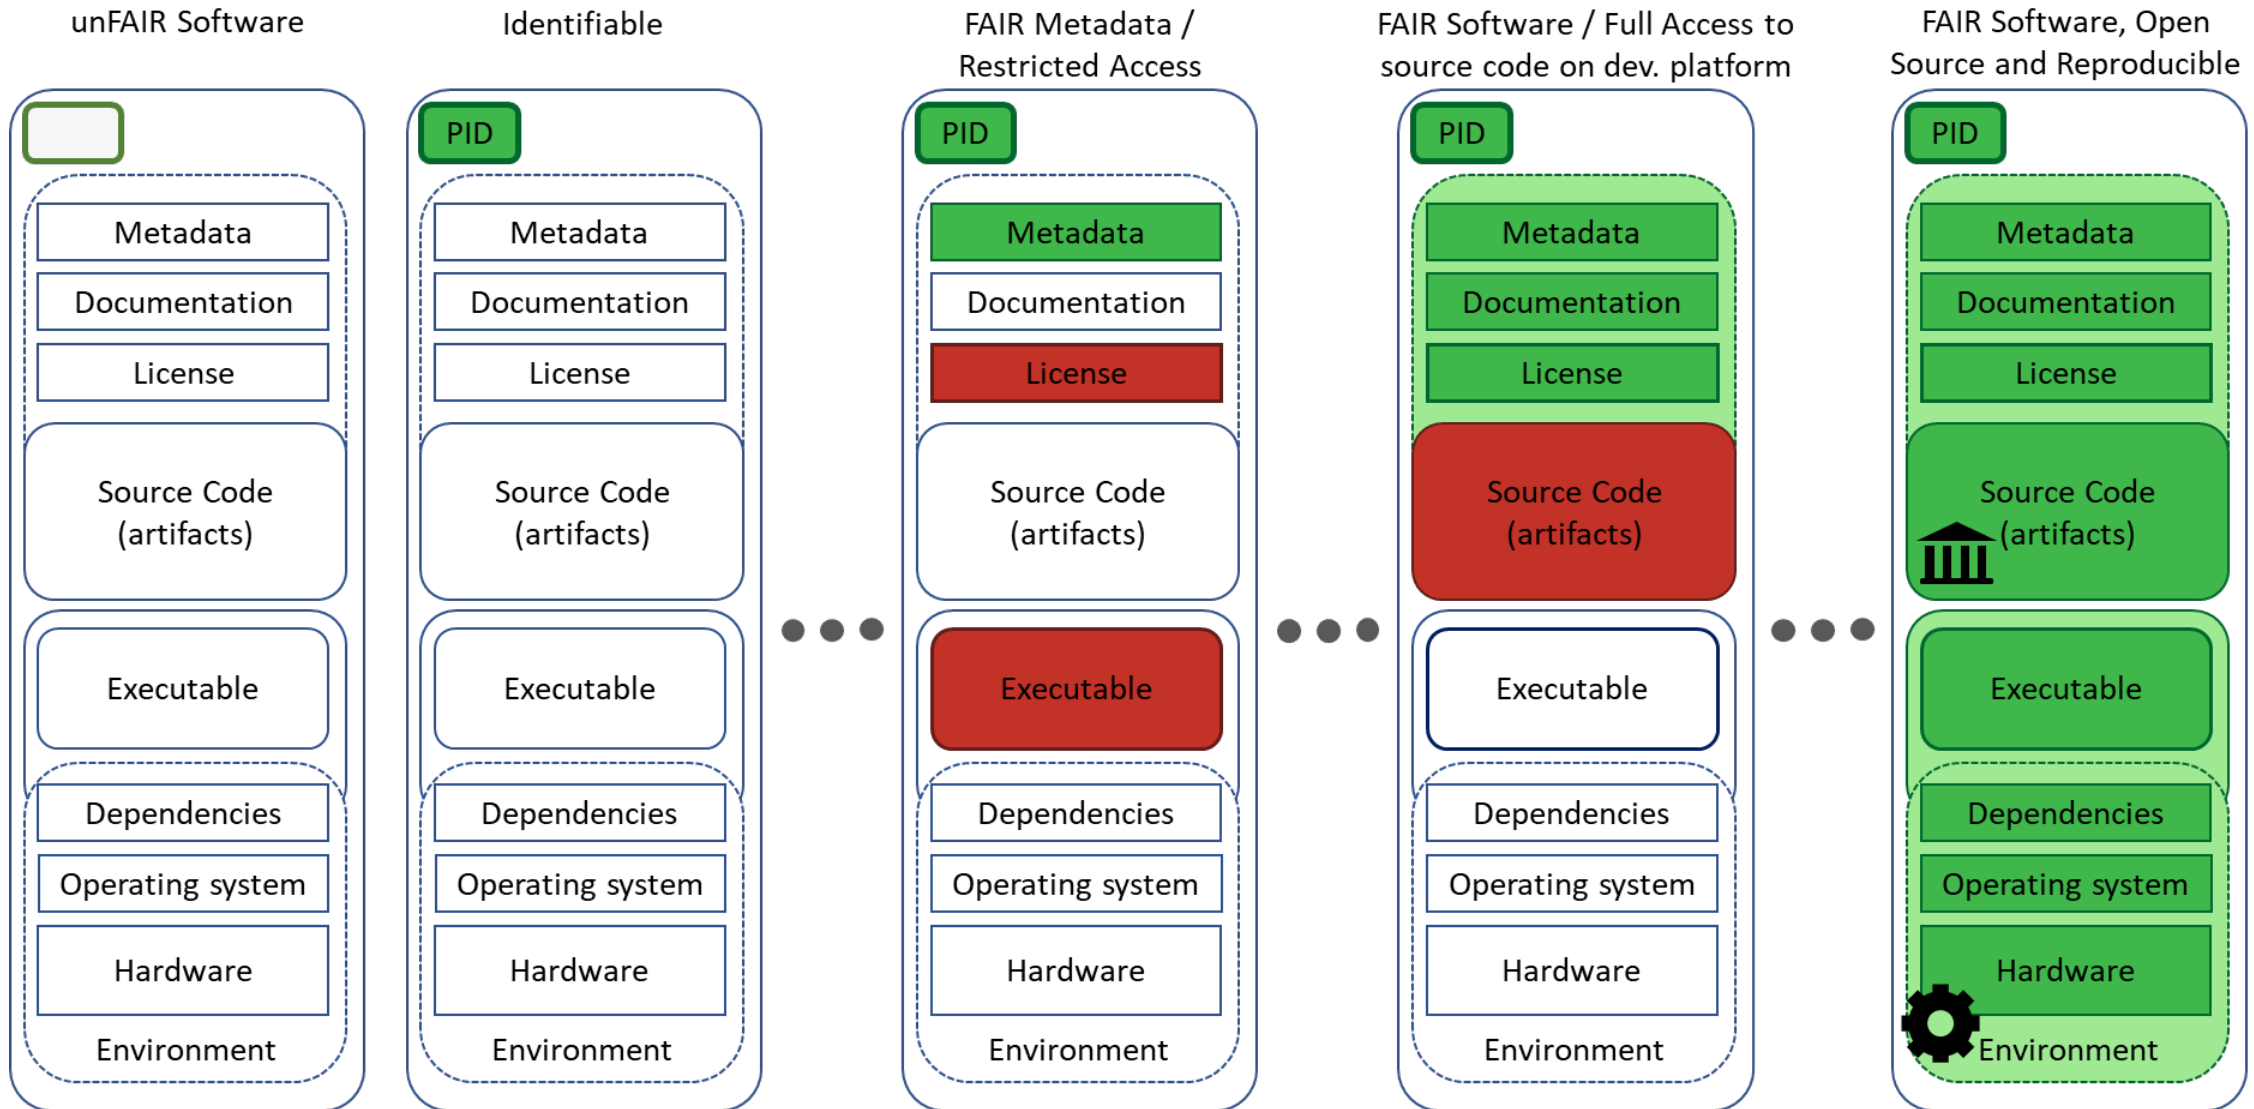 unFAIR Software
Metadata
Documentation
License
Source Code
(artifacts)
Executable
Dependencies
Operating system
Hardware
Environment
Identifiable
PID
Metadata
Documentation
License
Source Code
(artifacts)
Executable
Dependencies
Operating system
Hardware
Environment
FAIR Metadata /
Restricted Access
PID
Metadata
Documentation
License
Source Code
(artifacts)
Executable
Dependencies
Operating system
Hardware
Environment
FAIR Software / Full Access to
source code on dev. platform
PID
Metadata
Documentation
License
Source Code
(artifacts)
Executable
Dependencies
Operating system
Hardware
Environment
FAIR Software, Open
Source and Reproducible
PID
Metadata
Documentation
License
Source Code
(artifacts)
Executable
Dependencies
Operating system
Hardware
Environment